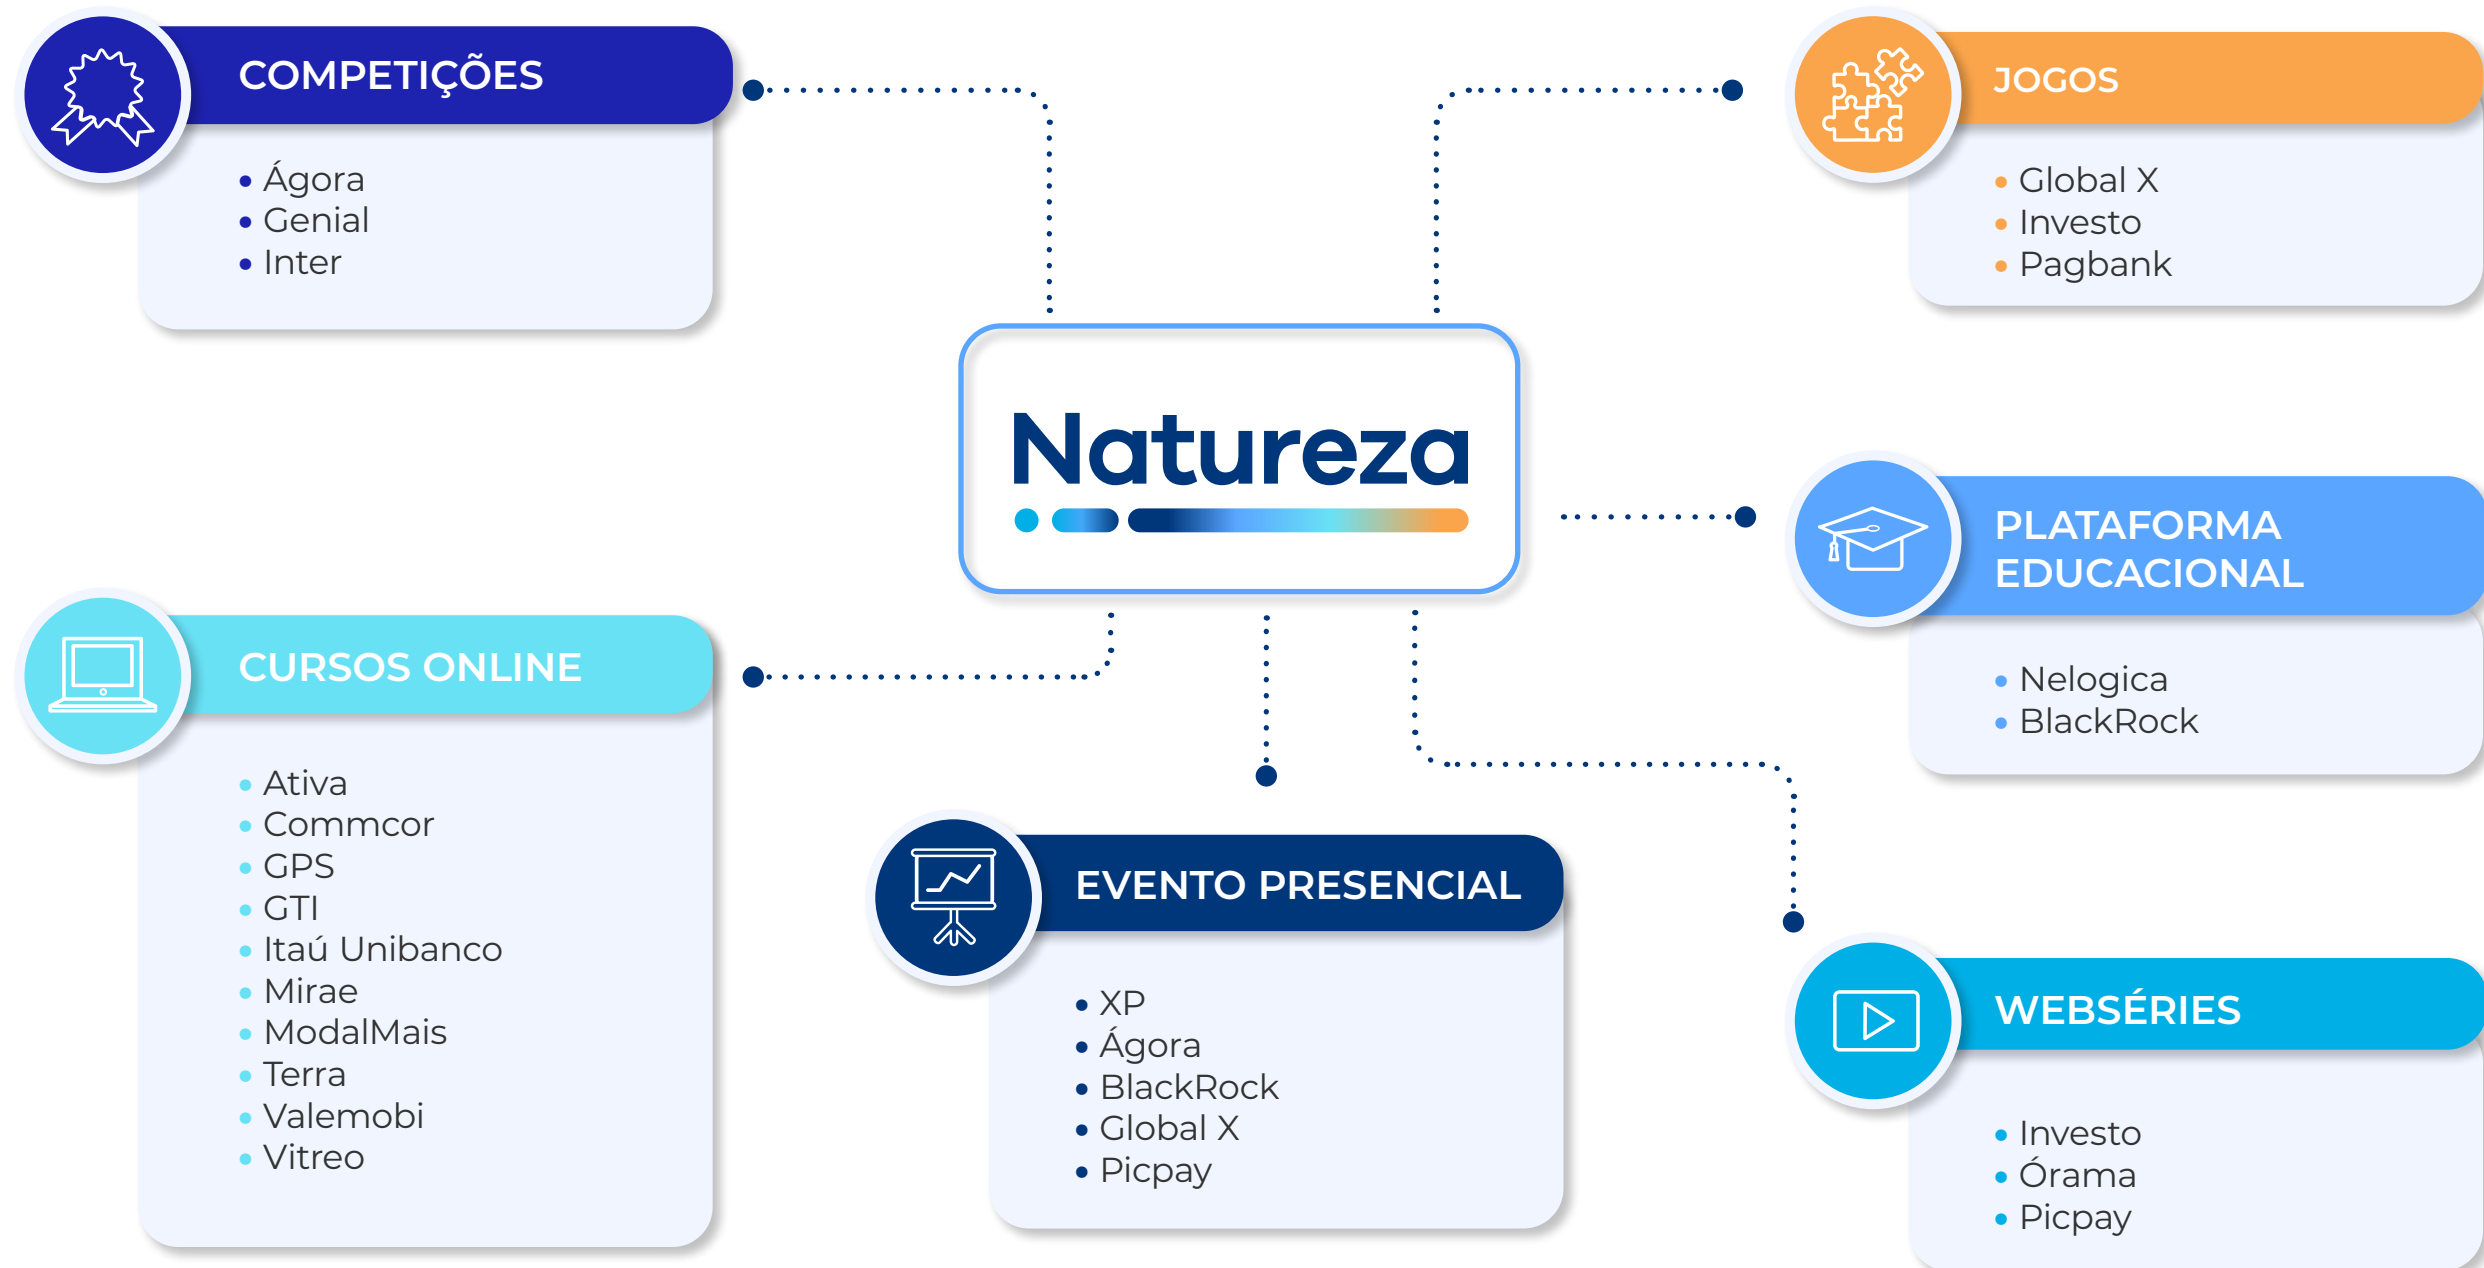 COMPETIÇÕES
• Ágora
• Genial
• Inter
JOGOS
• Global X
• Investo
• Pagbank
Natureza
PLATAFORMA
EDUCACIONAL
• Nelogica
• BlackRock
CURSOS ONLINE
• Ativa
• Commcor
• GPS
• GTI
• Itaú Unibanco
• Mirae
• ModalMais
• Terra
• Valemobi
• Vitreo
EVENTO PRESENCIAL
• XP
• Ágora
• BlackRock
• Global X
• Picpay
WEBSÉRIES
• Investo
• Órama
• Picpay